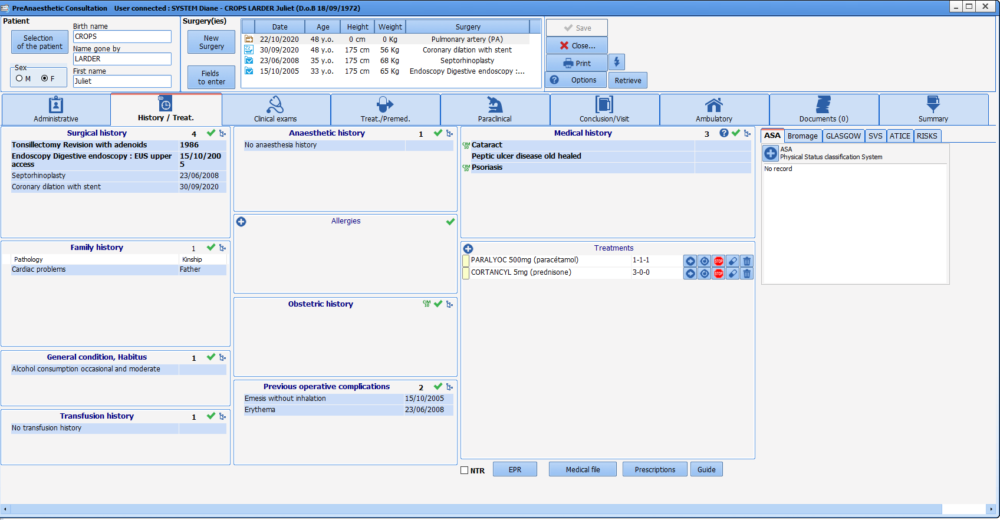 PreAnaesthetic Consultation    User connected : SYSTEM Diane - CROPS LARDER Juliet (D.o.B 18/09/1972)
Patient
Selection
of the patient
Sex
M F
Birth name
CROPS
Name gone by
LARDER
First name
Juliet
Surgery(ies)
New
Surgery
Fields
to enter
Date Age Height Weight Surgery
22/10/2020 48 y.o. 0 cm 0 Kg Pulmonary artery (PA)
30/09/2020 48 y.o. 175 cm 56 Kg Coronary dilation with stent
23/06/2008 35 y.o. 175 cm 68 Kg Septorhinoplasty
15/10/2005 33 y.o. 175 cm 65 Kg Endoscopy Digestive endoscopy :...
Save
Close...
Print
Options
Retrieve
Administrative
History / Treat.
Clinical exams
Treat./Premed.
Paraclinical
Conclusion/Visit
Ambulatory
Documents (0)
Summary
Surgical history 4
Tonsillectomy Revision with adenoids 1986
Endoscopy Digestive endoscopy : EUS upper 15/10/200
access 5
Septorhinoplasty 23/06/2008
Coronary dilation with stent 30/09/2020
Family history 1
Pathology Kinship
Cardiac problems Father
General condition, Habitus 1
Alcohol consumption occasional and moderate
Transfusion history 1
No transfusion history
Anaesthetic history 1
No anaesthesia history
Allergies
Obstetric history
CIM
10
Previous operative complications 2
Emesis without inhalation 15/10/2005
Erythema 23/06/2008
Medical history 3
CIM
10
Cataract
Peptic ulcer disease old healed
CIM
10
Psoriasis
Treatments
PARALYOC 500mg (paracétamol) 1-1-1
STOP
CORTANCYL 5mg (prednisone) 3-0-0
STOP
NTR
EPR
Medical file
Prescriptions
Guide
ASA Bromage GLASGOW SVS ATICE RISKS
ASA
Physical Status classification System
No record